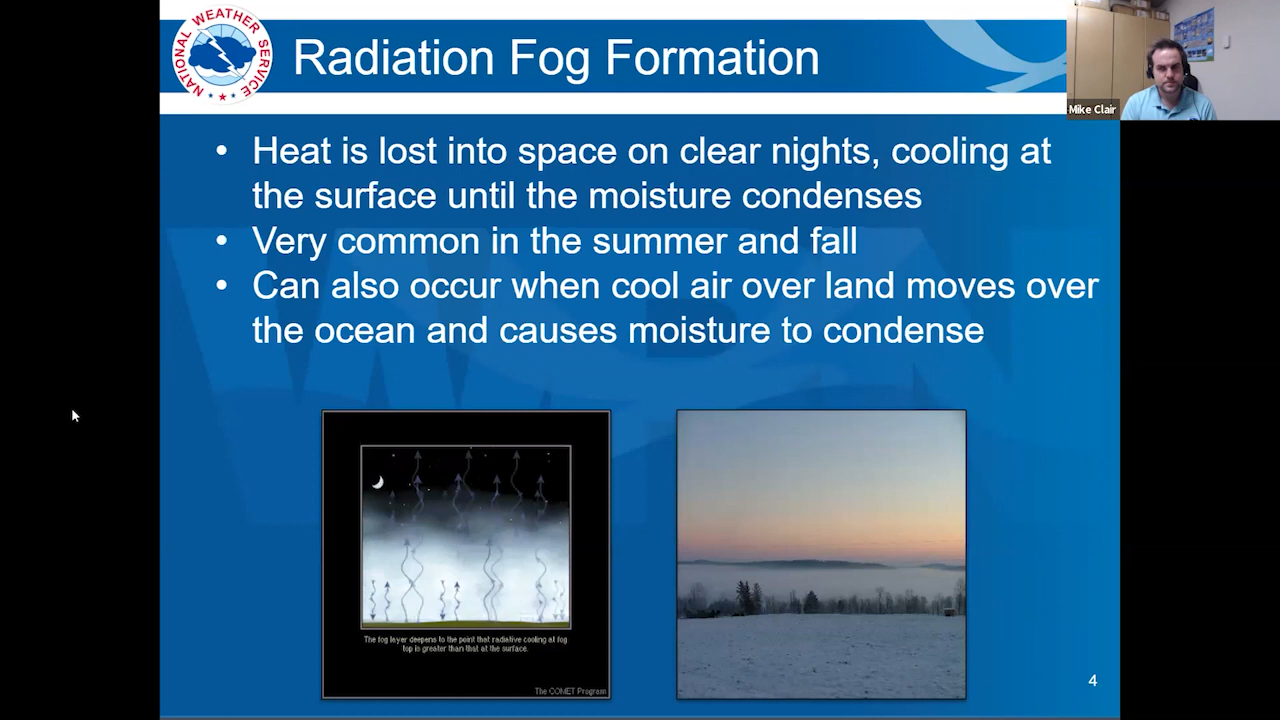 NATIONAL WEATHER SERVICE
Radiation Fog Formation
Mike Clair
• Heat is lost into space on clear nights, cooling at
the surface until the moisture condenses
• Very common in the summer and fall
• Can also occur when cool air over land moves over
the ocean and causes moisture to condense
The fog layer deepens to the point that radiative cooling at fog
top is greater than that at the surface.
The COMET Program
4